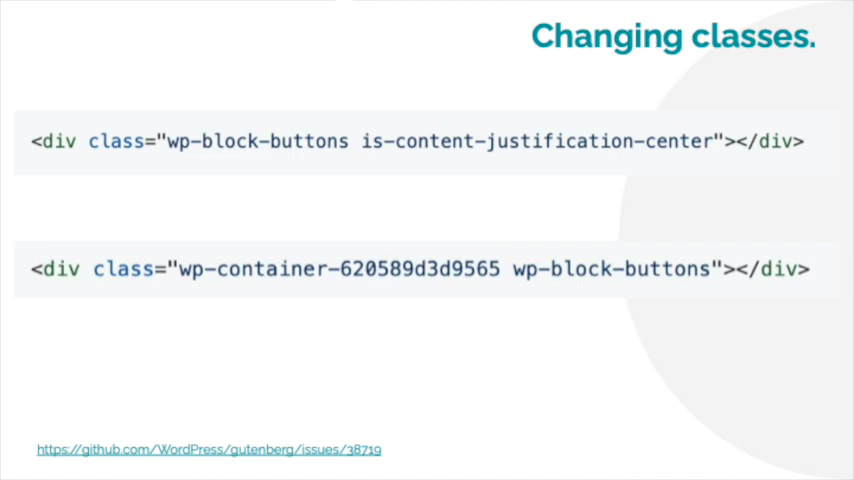 Changing classes.
<div class="wp-block-buttons is-content-justification-center"></div>
<div class="wp-container-620589d3d9565 wp-block-buttons"></div>
https://github.com/WordPress/gutenberg/issues/38719